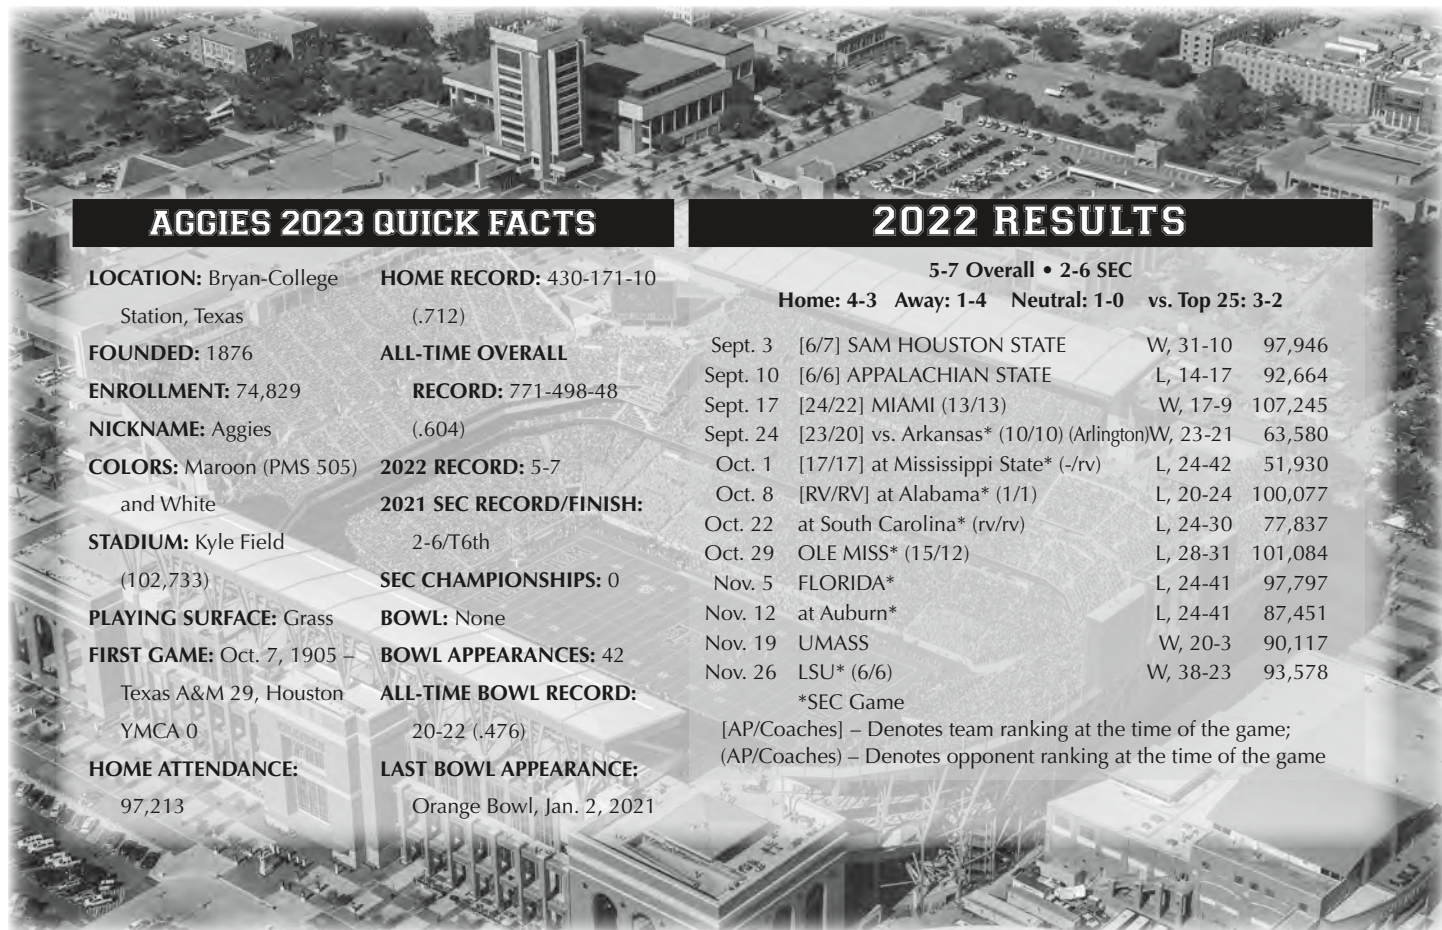 AGGIES 2023 QUICK FACTS
LOCATION: Bryan-College
Station, Texas
FOUNDED: 1876
ENROLLMENT: 74,829
NICKNAME: Aggies
COLORS: Maroon (PMS 505)
and White
STADIUM: Kyle Field
(102,733)
PLAYING SURFACE: Grass
FIRST GAME: Oct. 7, 1905 –
Texas A&M 29, Houston
YMCA 0
HOME ATTENDANCE:
97,213
HOME RECORD: 430-171-10
(.712)
ALL-TIME OVERALL
RECORD: 771-498-48
(.604)
2022 RECORD: 5-7
2021 SEC RECORD/FINISH:
2-6/T6th
SEC CHAMPIONSHIPS: 0
BOWL: None
BOWL APPEARANCES: 42
ALL-TIME BOWL RECORD:
20-22 (.476)
LAST BOWL APPEARANCE:
Orange Bowl, Jan. 2, 2021
2022 RESULTS
5-7 Overall • 2-6 SEC
Home: 4-3 Away: 1-4 Neutral: 1-0 vs. Top 25: 3-2
Sept. 3 [6/7] SAM HOUSTON STATE W, 31-10 97,946
Sept. 10 [6/6] APPALACHIAN STATE L, 14-17 92,664
Sept. 17 [24/22] MIAMI (13/13) W, 17-9 107,245
Sept. 24 [23/20] vs. Arkansas* (10/10) (Arlington)W, 23-21 63,580
Oct. 1 [17/17] at Mississippi State* (-/rv) L, 24-42 51,930
Oct. 8 [RV/RV] at Alabama* (1/1) L, 20-24 100,077
Oct. 22 at South Carolina* (rv/rv) L, 24-30 77,837
Oct. 29 OLE MISS* (15/12) L, 28-31 101,084
Nov. 5 FLORIDA* L, 24-41 97,797
Nov. 12 at Auburn* L, 24-41 87,451
Nov. 19 UMASS W, 20-3 90,117
Nov. 26 LSU* (6/6) W, 38-23 93,578
*SEC Game
[AP/Coaches] – Denotes team ranking at the time of the game;
(AP/Coaches) – Denotes opponent ranking at the time of the game